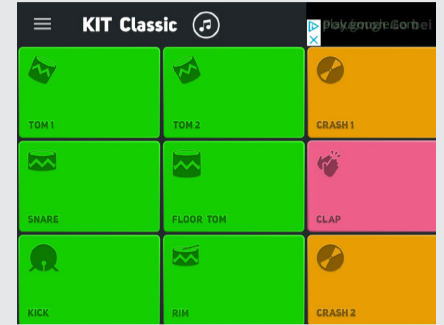 KIT Classic
TOM 1
TOM 2
CRASH 1
SNARE
FLOOR TOM
CLAP
KICK
RIM
CRASH 2